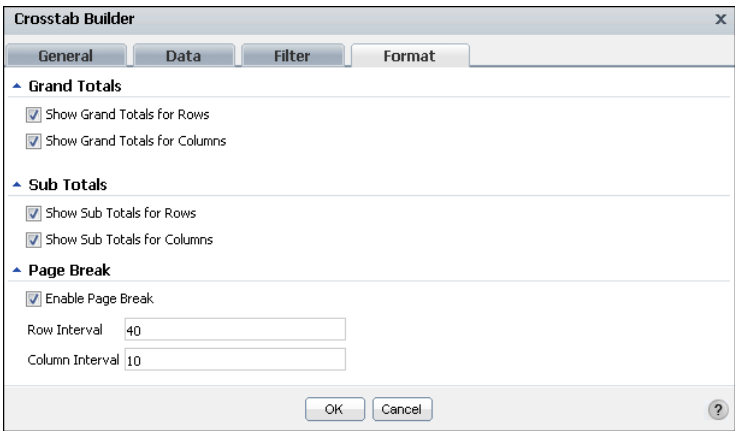 Crosstab Builder x
General Data Filter Format
Grand Totals
Show Grand Totals for Rows
Show Grand Totals for Columns
Sub Totals
Show Sub Totals for Rows
Show Sub Totals for Columns
Page Break
Enable Page Break
Row Interval 40
Column Interval 10
OK Cancel ?